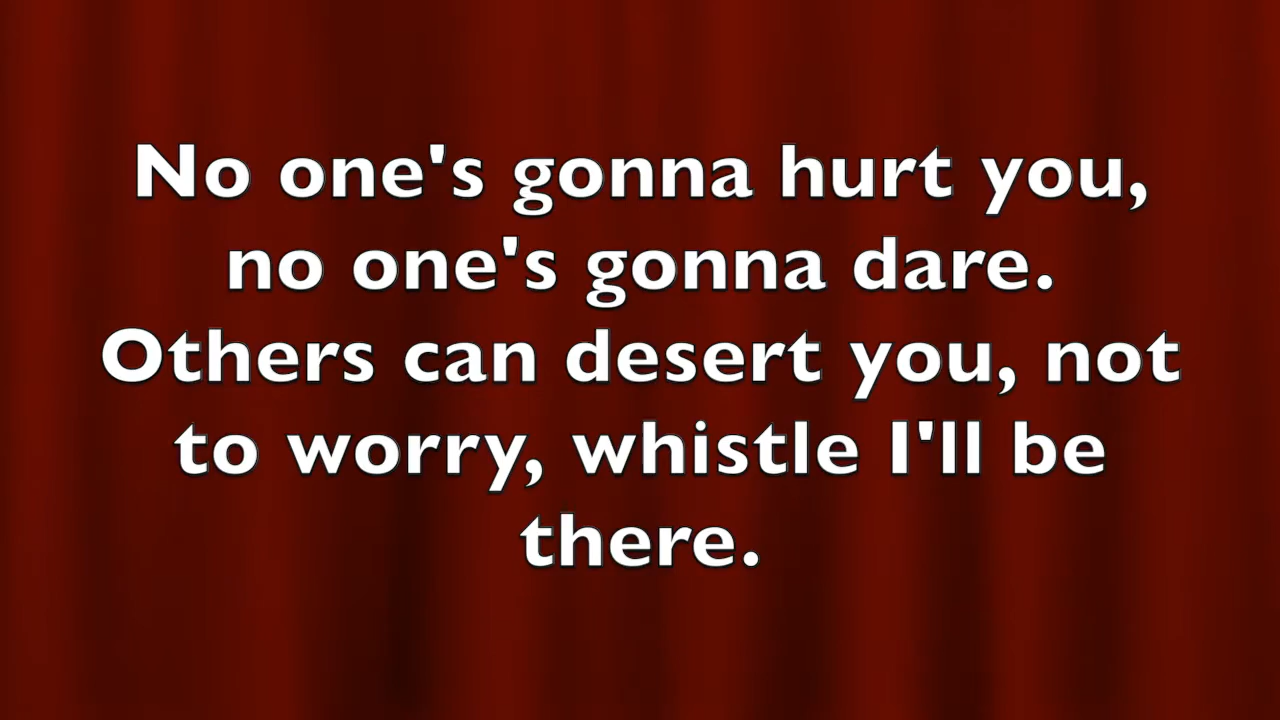 No one's gonna hurt you,
no one's gonna dare.
Others can desert you, not
to worry, whistle I'll be
there.